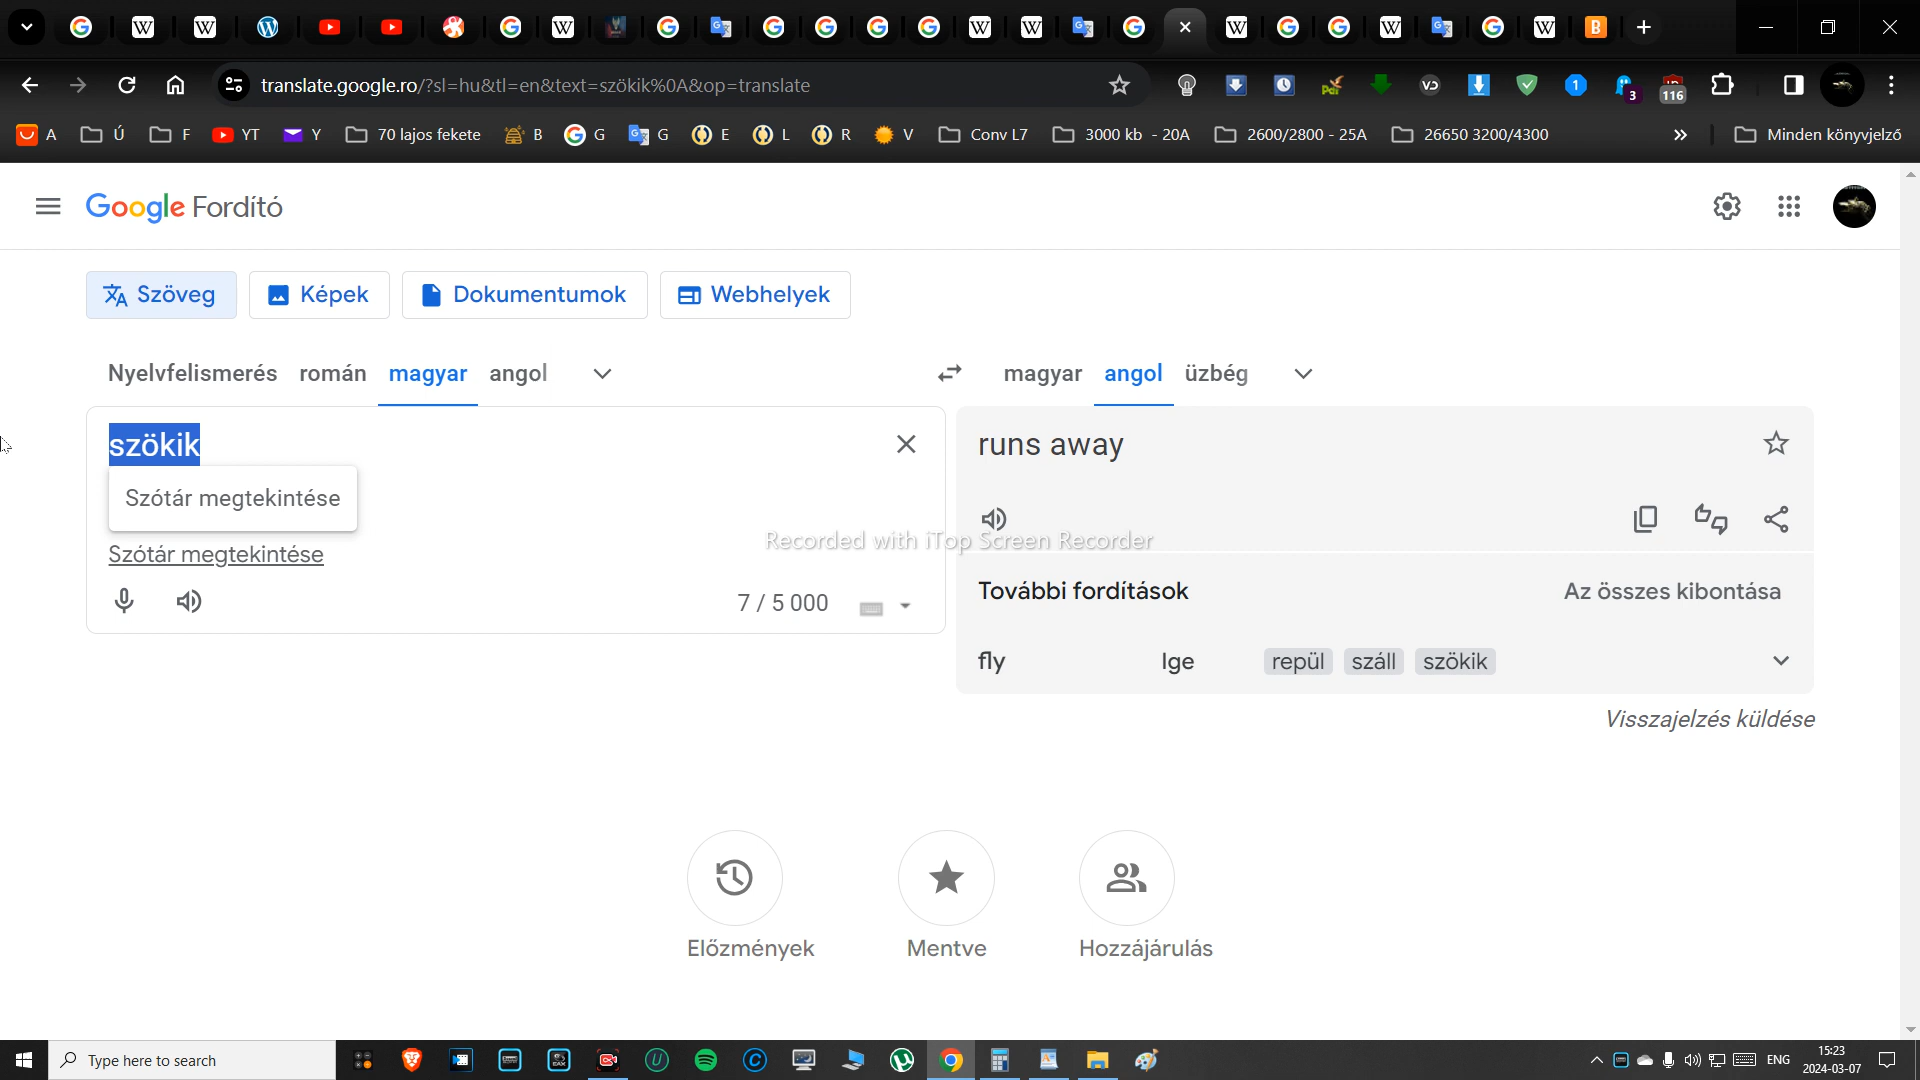 translate.google.ro/?sl=hu&tl=en&text=szökik%0A&op=translate
3
116
A
Ú
F
YT
Y
70 lajos fekete
B
G
G
E
L
R
V
Conv L7
3000 kb - 20A
2600/2800 - 25A
26650 3200/4300
Minden könyvjelző
Google Fordító
Szöveg
Képek
Dokumentumok
Webhelyek
Nyelvfelismerés
román
magyar
angol
magyar
angol
üzbég
szökik
runs away
Szótár megtekintése
Recorded with iTop Screen Recorder
Szótár megtekintése
7 / 5 000
További fordítások
Az összes kibontása
fly
Ige
repül
száll
szökik
Visszajelzés küldése
Előzmények
Mentve
Hozzájárulás
Type here to search
ENG
15:23
2024-03-07